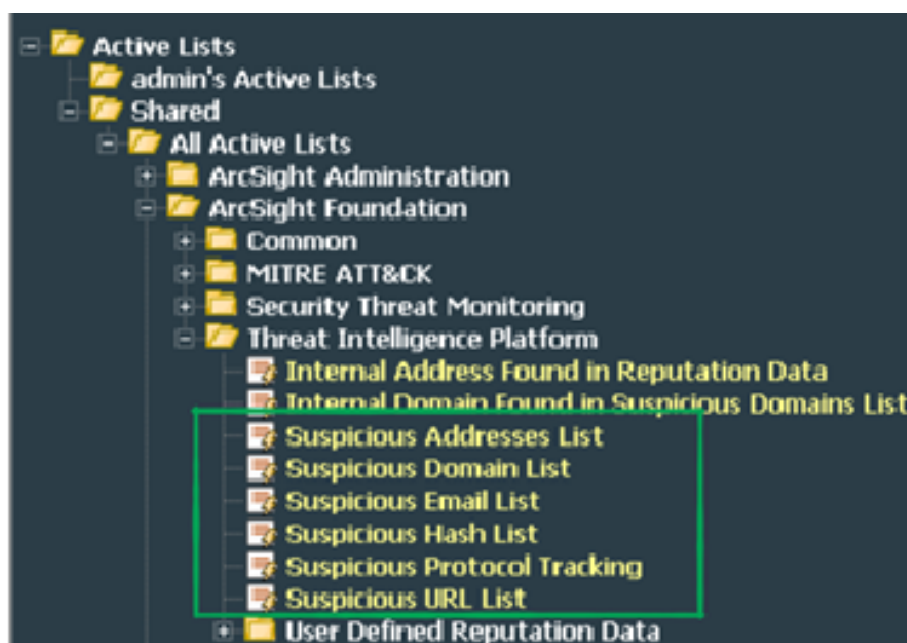 Active Lists
admin's Active Lists
Shared
All Active Lists
ArcSight Administration
ArcSight Foundation
Common
MITRE ATT&CK
Security Threat Monitoring
Threat Intelligence Platform
Internal Address Found in Reputation Data
Internal Domain Found in Suspicious Domains List
Suspicious Addresses List
Suspicious Domain List
Suspicious Email List
Suspicious Hash List
Suspicious Protocol Tracking
Suspicious URL List
User Defined Reputation Data